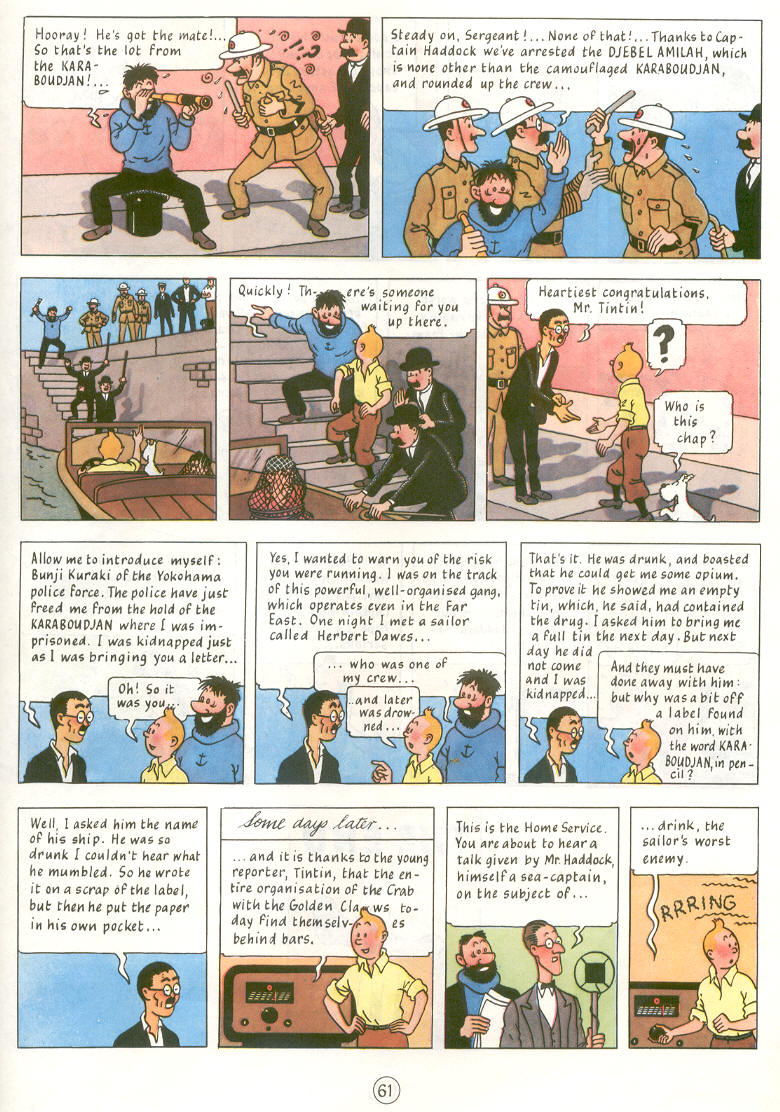 Hooray! He's got the mate!...
So that's the lot from
the KARA-
BOUDJAN!...
Steady on, Sergeant!... None of that!... Thanks to Cap-
tain Haddock we've arrested the DJEBEL AMILAH, which
is none other than the camouflaged KARABOUDJAN,
and rounded up the crew...
Quickly! Th---ere's someone
waiting for you
up there.
Heartiest congratulations,
Mr. Tintin!
?
Who is
this
chap?
Allow me to introduce myself:
Bunji Kuraki of the Yokohama
police force. The police have just
freed me from the hold of the
KARABOUDJAN where I was im-
prisoned. I was kidnapped just
as I was bringing you a letter...
Oh! So it
was you...
Yes, I wanted to warn you of the risk
you were running. I was on the track
of this powerful, well-organised gang,
which operates even in the Far
East. One night I met a sailor
called Herbert Dawes...
... who was one of
my crew...
...and later
was drow-
ned...
That's it. He was drunk, and boasted
that he could get me some opium.
To prove it he showed me an empty
tin, which, he said, had contained
the drug. I asked him to bring me
a full tin the next day. But next
day he did
not come
and I was
kidnapped...
And they must have
done away with him:
but why was a bit off
a label found
on him, with
the word KARA-
BOUDJAN, in pen-
cil?
Well, I asked him the name
of his ship. He was so
drunk I couldn't hear what
he mumbled. So he wrote
it on a scrap of the label,
but then he put the paper
in his own pocket...
Some days later...
... and it is thanks to the young
reporter, Tintin, that the en-
tire organisation of the Crab
with the Golden Claws to-
day find themselv- es
behind bars.
This is the Home Service.
You are about to hear a
talk given by Mr. Haddock,
himself a sea-captain,
on the subject of...
... drink, the
sailor's worst
enemy.
RRRING
61